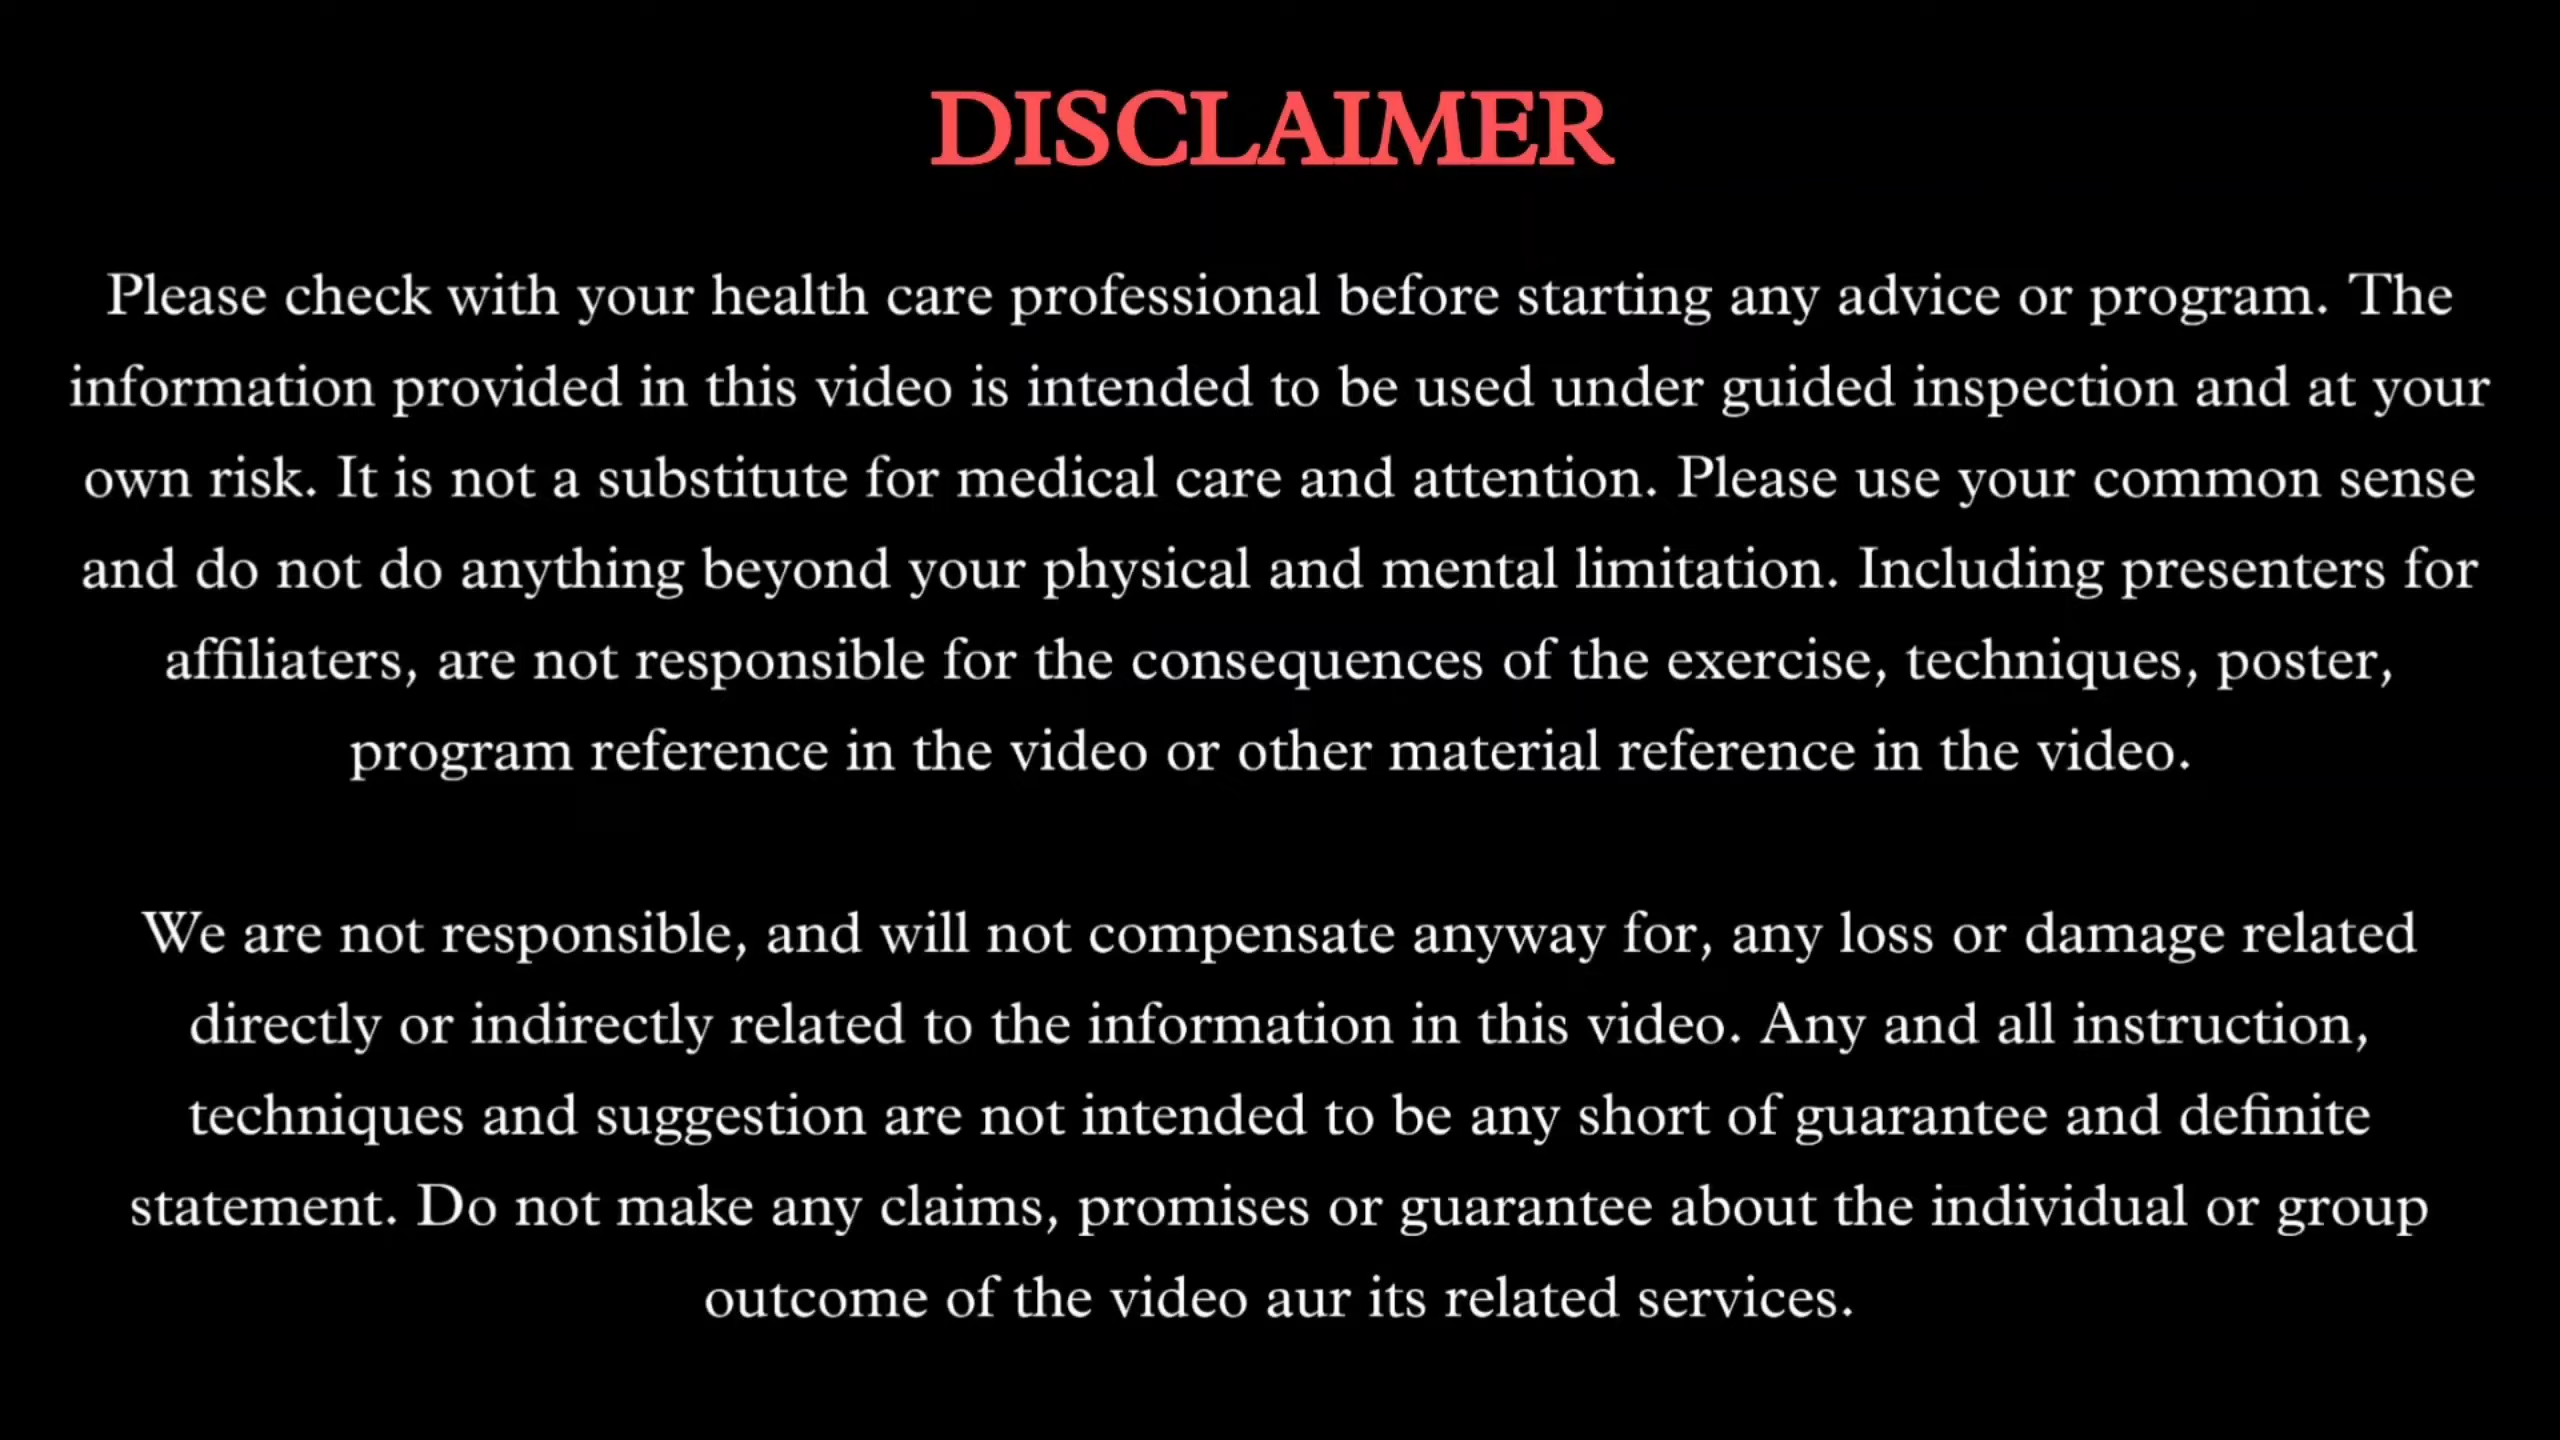 DISCLAIMER
Please check with your health care professional before starting any advice or program. The
information provided in this video is intended to be used under guided inspection and at your
own risk. It is not a substitute for medical care and attention. Please use your common sense
and do not do anything beyond your physical and mental limitation. Including presenters for
affiliaters, are not responsible for the consequences of the exercise, techniques, poster,
program reference in the video or other material reference in the video.
We are not responsible, and will not compensate anyway for, any loss or damage related
directly or indirectly related to the information in this video. Any and all instruction,
techniques and suggestion are not intended to be any short of guarantee and definite
statement. Do not make any claims, promises or guarantee about the individual or group
outcome of the video aur its related services.